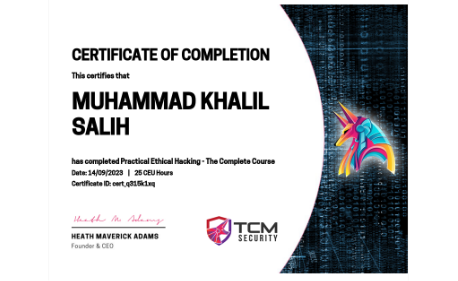 CERTIFICATE OF COMPLETION
This certifies that
MUHAMMAD KHALIL
SALIH
has completed Practical Ethical Hacking - The Complete Course
Date: 14/09/2023 | 25 CEU Hours
Certificate ID: cert_q315k1xq
Heath M Adams
HEATH MAVERICK ADAMS
Founder & CEO
TCM
SECURITY